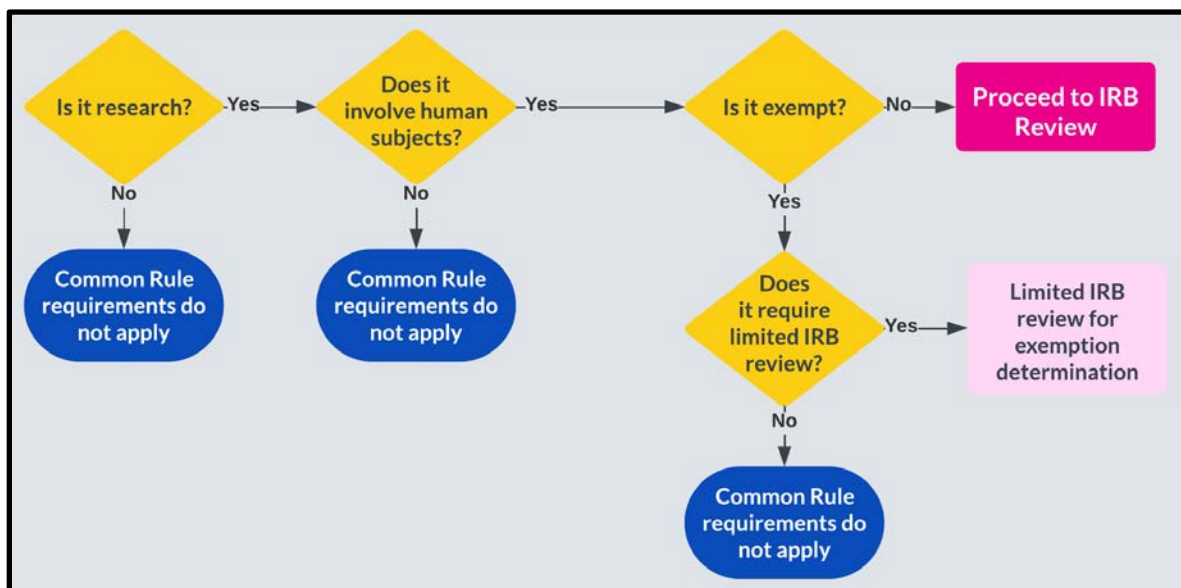 Is it research?
Yes
Does it
involve human
subjects?
Yes
Is it exempt?
No
Proceed to IRB
Review
No
Common Rule
requirements do
not apply
No
Common Rule
requirements do
not apply
Yes
Does
it require
limited IRB
review?
Yes
Limited IRB
review for
exemption
determination
No
Common Rule
requirements do
not apply